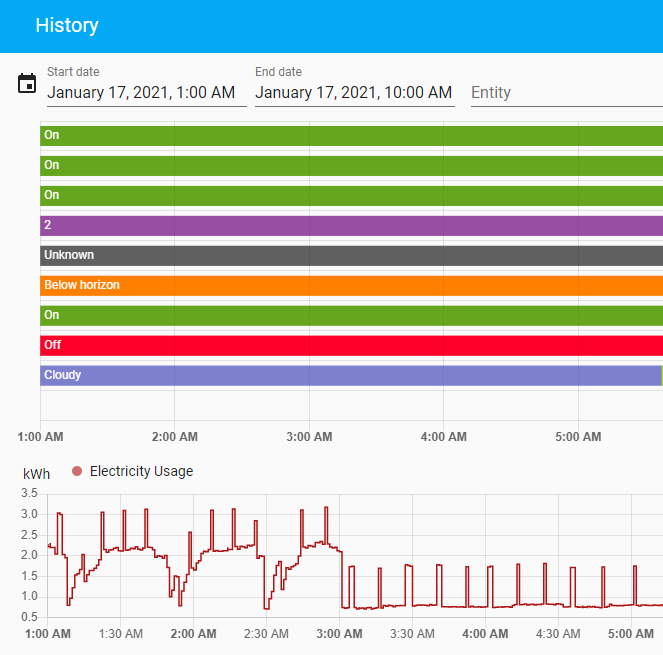 History
Start date
End date
January 17, 2021, 1:00 AM
January 17, 2021, 10:00 AM
Entity
On
On
On
2
Unknown
Below horizon
On
Off
Cloudy
1:00 AM 2:00 AM 3:00 AM 4:00 AM 5:00 AM
kWh Electricity Usage
3.5
3.0
2.5
2.0
1.5
1.0
0.5
1:00 AM 1:30 AM 2:00 AM 2:30 AM 3:00 AM 3:30 AM 4:00 AM 4:30 AM 5:00 AM